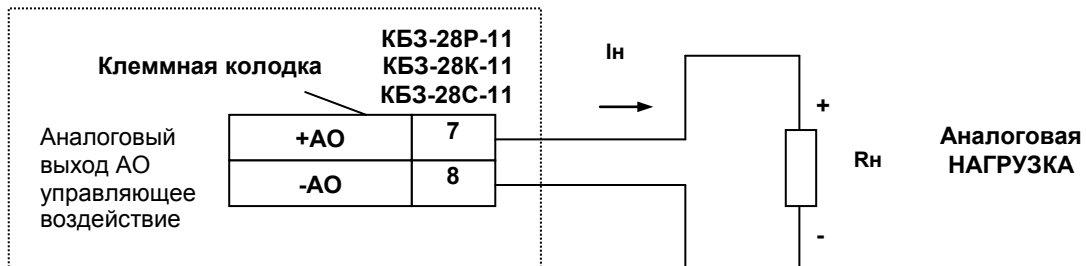 КБЗ-28Р-11
Клеммная колодка КБЗ-28К-11
КБЗ-28С-11
Iн
Аналоговый
выход АО
управляющее
воздействие
+АО 7
-АО 8
+
Rн
-
Аналоговая
НАГРУЗКА